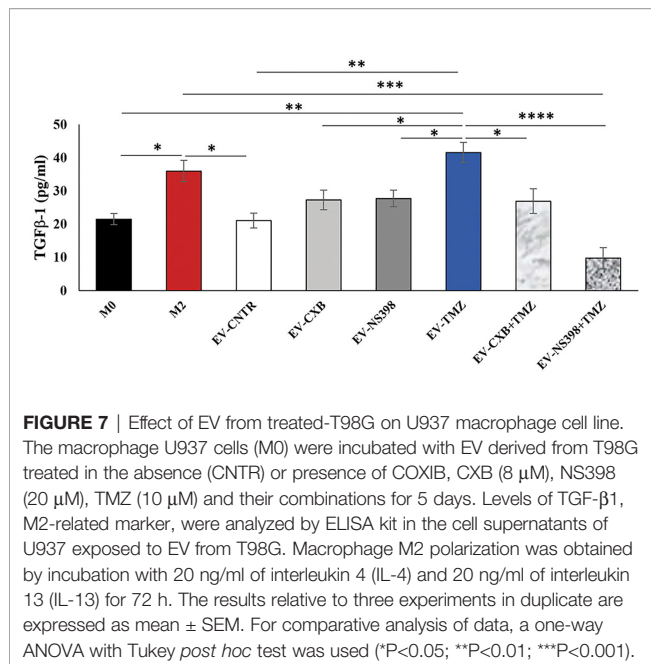 **
***
**
****
*
*
*
*
*
50
40
30
20
10
0
TGFβ-1 (pg/ml)
M0
M2
EV-CNTR
EV-CXB
EV-NS398
EV-TMZ
EV-CXB+TMZ
EV-NS398+TMZ
FIGURE 7 | Effect of EV from treated-T98G on U937 macrophage cell line.
The macrophage U937 cells (M0) were incubated with EV derived from T98G
treated in the absence (CNTR) or presence of COXIB, CXB (8 μM), NS398
(20 μM), TMZ (10 μM) and their combinations for 5 days. Levels of TGF-β1,
M2-related marker, were analyzed by ELISA kit in the cell supernatants of
U937 exposed to EV from T98G. Macrophage M2 polarization was obtained
by incubation with 20 ng/ml of interleukin 4 (IL-4) and 20 ng/ml of interleukin
13 (IL-13) for 72 h. The results relative to three experiments in duplicate are
expressed as mean ± SEM. For comparative analysis of data, a one-way
ANOVA with Tukey post hoc test was used (*P<0.05; **P<0.01; ***P<0.001).